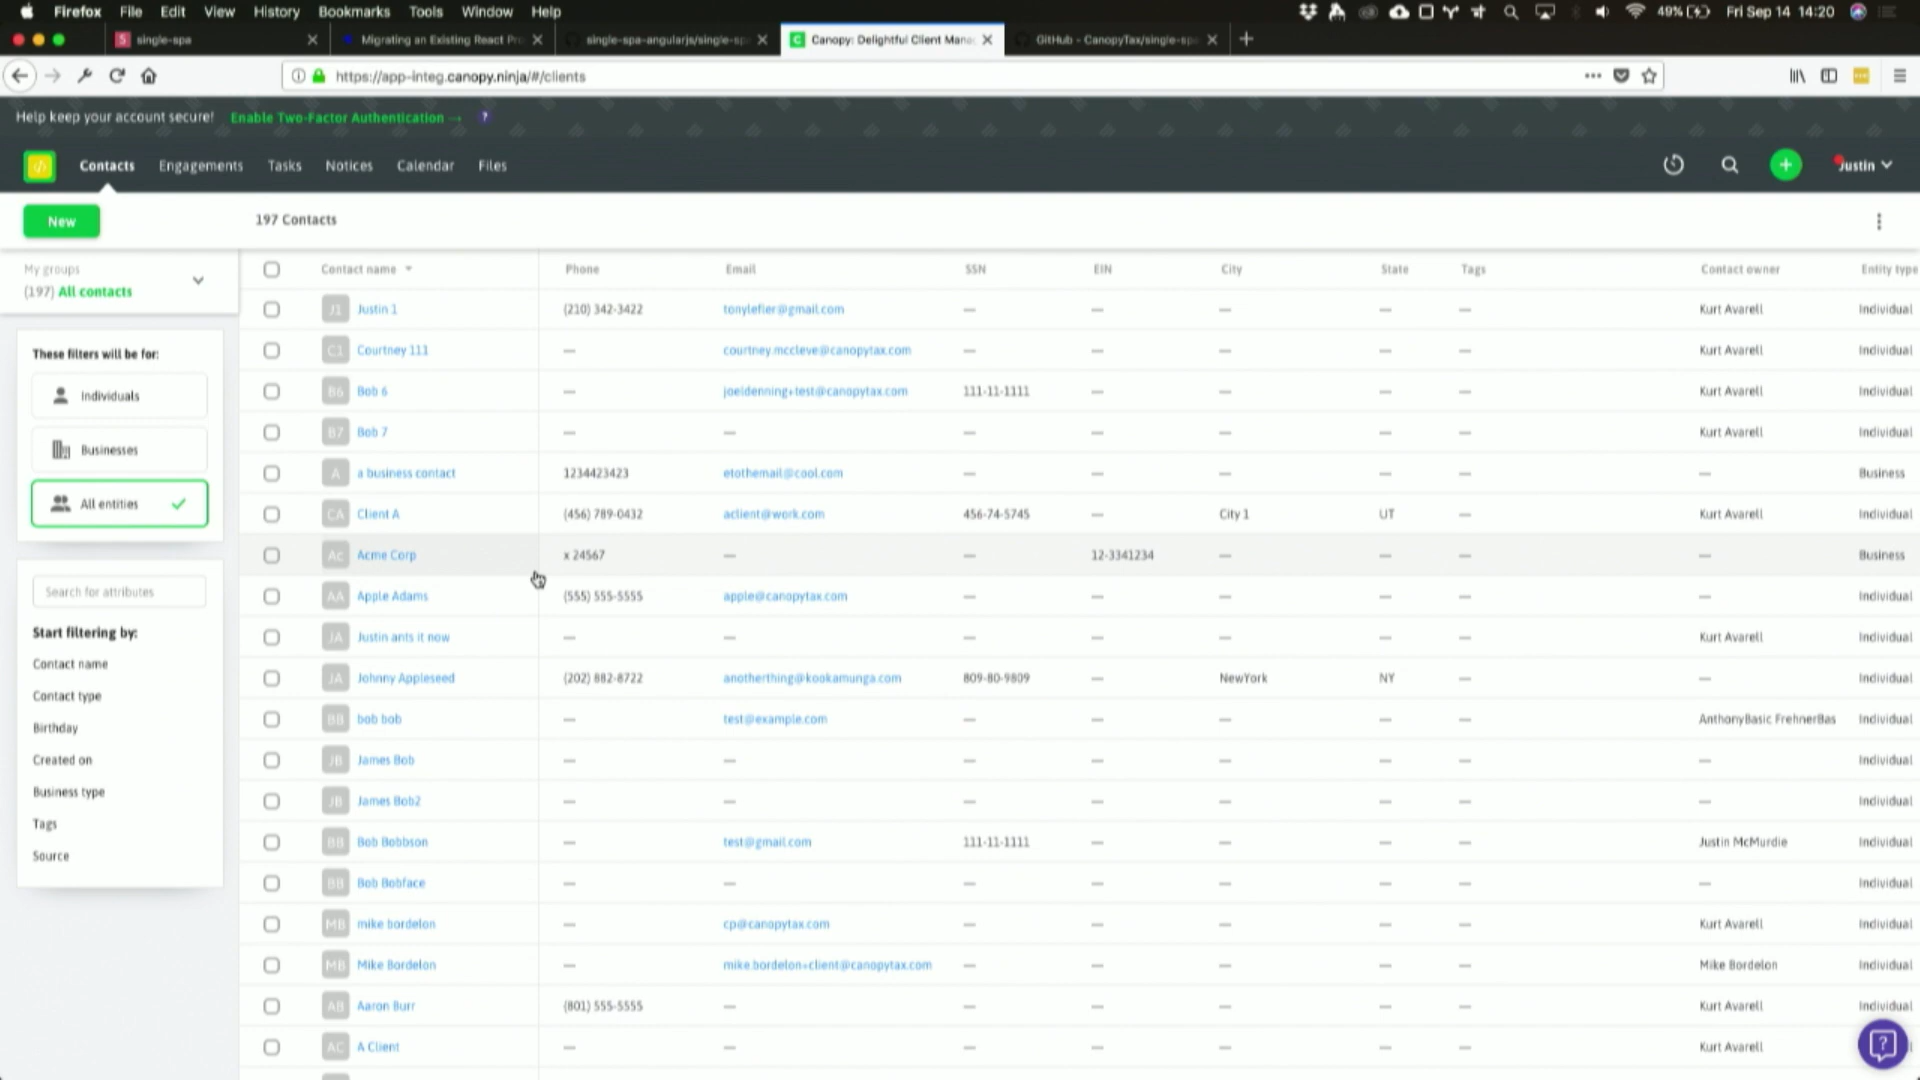 Firefox File Edit View History Bookmarks Tools Window Help 49% Fri Sep 14 14:20
single-spa Migrating an Existing React Pr single-spa-angularjs/single-sp Canopy: Delightful Client Mana GitHub - CanopyTax/single-sp
https://app-integ.canopy.ninja/#/clients
Help keep your account secure! Enable Two-Factor Authentication → ?
Contacts Engagements Tasks Notices Calendar Files Justin
New 197 Contacts
My groups
(197) All contacts
These filters will be for:
Individuals
Businesses
All entities
Search for attributes
Start filtering by:
Contact name
Contact type
Birthday
Created on
Business type
Tags
Source
Contact name Phone Email SSN EIN City State Tags Contact owner Entity type
J1 Justin 1 (210) 342-3422 tonylefler@gmail.com — — — — — Kurt Avarell Individual
C1 Courtney 111 — courtney.mccleve@canopytax.com — — — — — Kurt Avarell Individual
B6 Bob 6 — joeldenning+test@canopytax.com 111-11-1111 — — — — Kurt Avarell Individual
B7 Bob 7 — — — — — — — Kurt Avarell Individual
A a business contact 1234423423 etothemail@cool.com — — — — — — Business
CA Client A (456) 789-0432 aclient@work.com 456-74-5745 — City 1 UT — Kurt Avarell Individual
Ac Acme Corp x 24567 — — 12-3341234 — — — — Business
AA Apple Adams (555) 555-5555 apple@canopytax.com — — — — — — Individual
JA Justin ants it now — — — — — — — Kurt Avarell Individual
JA Johnny Appleseed (202) 882-8722 anotherthing@kookamunga.com 809-80-9809 — NewYork NY — — Individual
BB bob bob — test@example.com — — — — — AnthonyBasic FrehnerBas Individual
JB James Bob — — — — — — — — Individual
JB James Bob2 — — — — — — — — Individual
BB Bob Bobbson — test@gmail.com 111-11-1111 — — — — Justin McMurdie Individual
BB Bob Bobface — — — — — — — — Individual
MB mike bordelon — cp@canopytax.com — — — — — Kurt Avarell Individual
MB Mike Bordelon — mike.bordelon+client@canopytax.com — — — — — Mike Bordelon Individual
AB Aaron Burr (801) 555-5555 — — — — — — Kurt Avarell Individual
AC A Client — — — — — — — Kurt Avarell